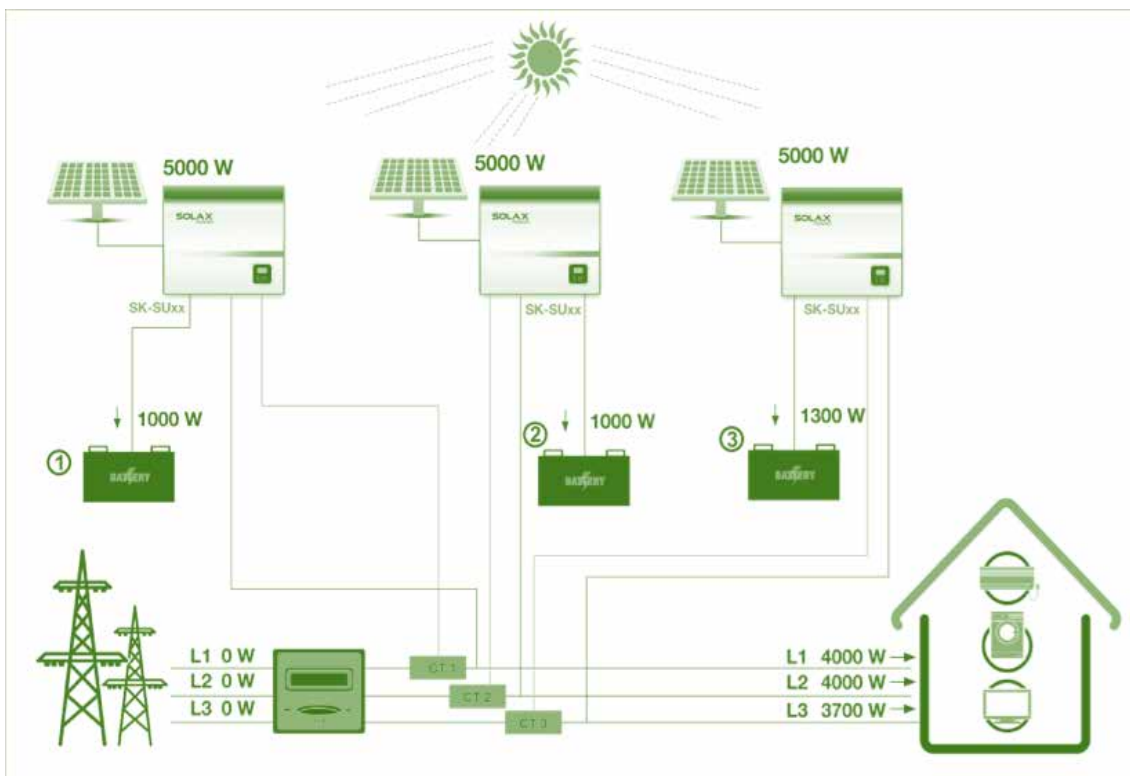 5000 W
5000 W
5000 W
SOLAX
SOLAX
SOLAX
SK-SUxx
SK-SUxx
SK-SUxx
1000 W
1000 W
1300 W
1
2
3
BATTERY
BATTERY
BATTERY
L1 0 W
L2 0 W
L3 0 W
CT 1
CT 2
CT 3
L1 4000 W
L2 4000 W
L3 3700 W